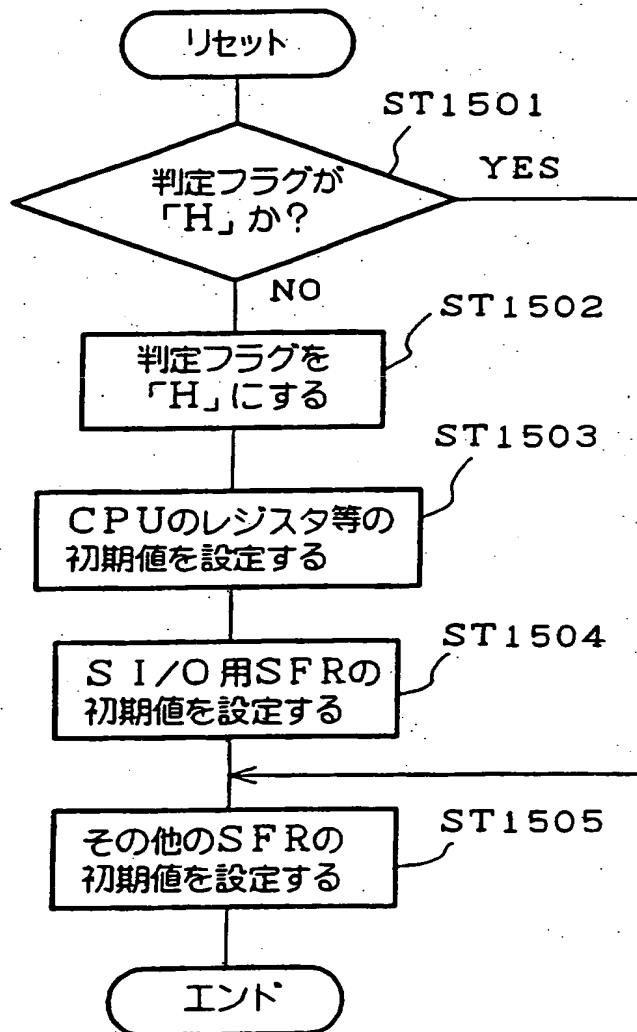 リセット
ST1501
判定フラグが
「H」か?
YES
NO
ST1502
判定フラグを
「H」にする
ST1503
CPUのレジスタ等の
初期値を設定する
ST1504
SI/O用SFRの
初期値を設定する
ST1505
その他のSFRの
初期値を設定する
エンド